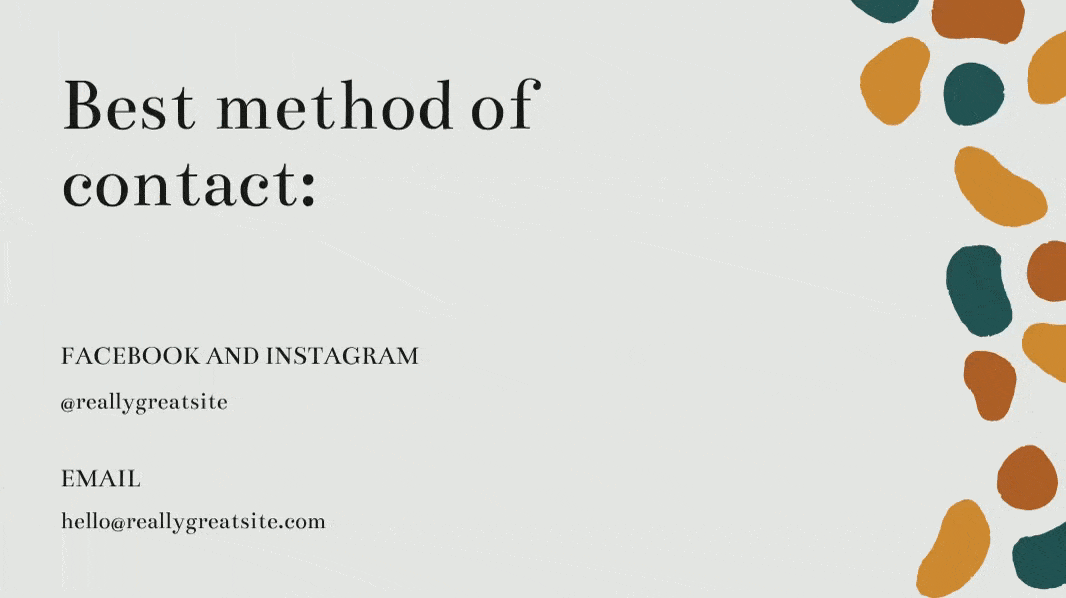 Best method of
contact:
FACEBOOK AND INSTAGRAM
@reallygreatsite
EMAIL
hello@reallygreatsite.com